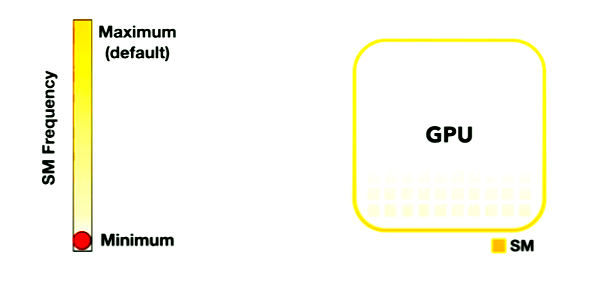 Maximum
(default)
SM Frequency
Minimum
GPU
SM